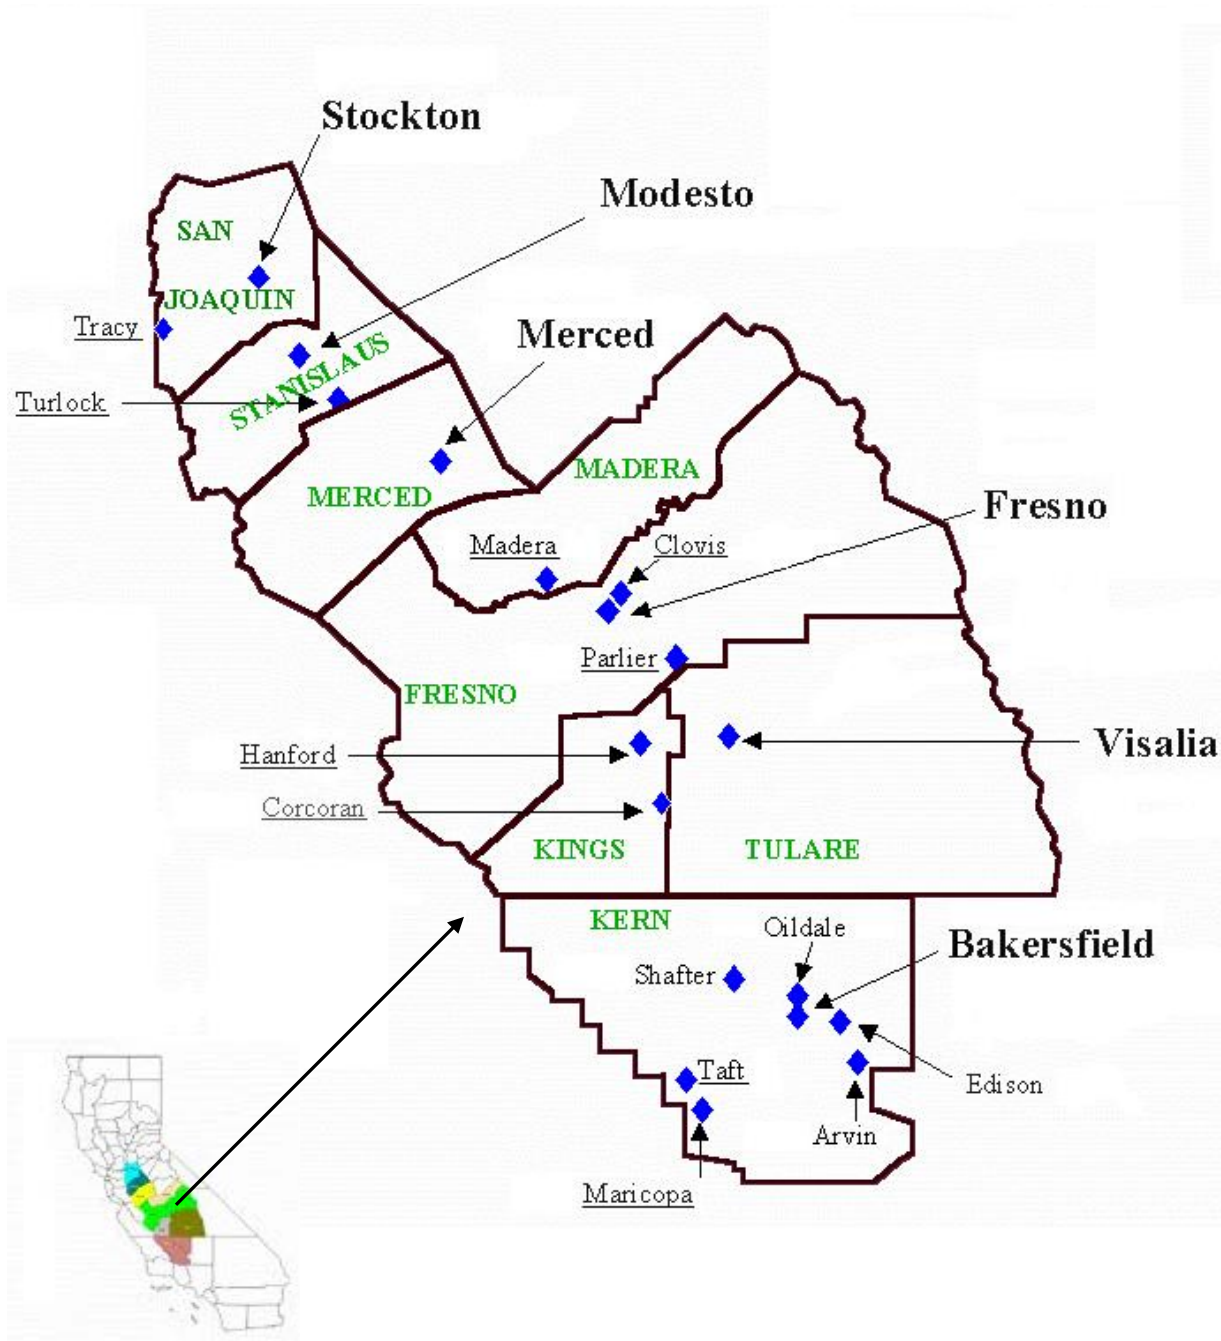 Stockton
Modesto
SAN
JOAQUIN
Tracy
Merced
STANISLAUS
Turlock
MADERA
MERCED
Fresno
Madera
Clovis
Parlier
FRESNO
Hanford
Visalia
Corcoran
KINGS
TULARE
KERN
Oildale
Bakersfield
Shafter
Taft
Edison
Arvin
Maricopa